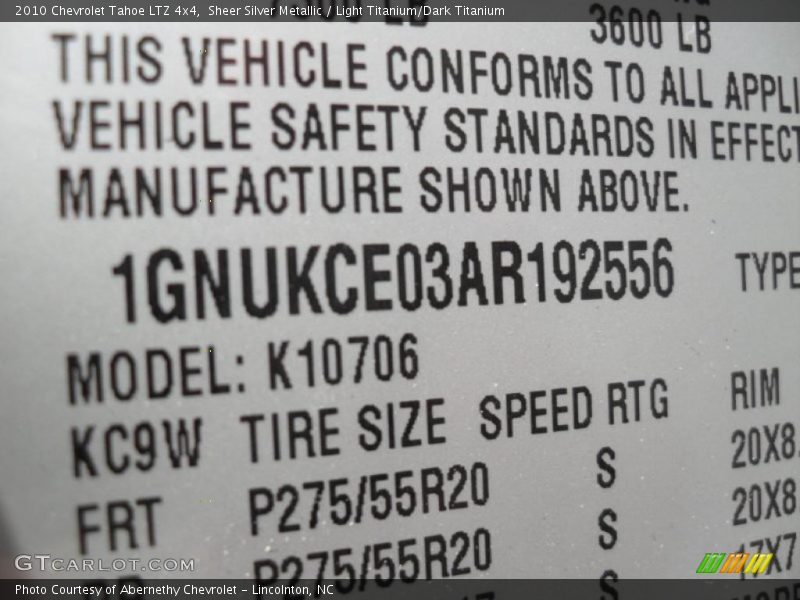 2010 Chevrolet Tahoe LTZ 4x4, Sheer Silver Metallic / Light Titanium/Dark Titanium
3600 LB
THIS VEHICLE CONFORMS TO ALL APPLI
VEHICLE SAFETY STANDARDS IN EFFECT
MANUFACTURE SHOWN ABOVE.
1GNUKCE03AR192556 TYPE
MODEL: K10706
KC9W TIRE SIZE SPEED RTG RIM
FRT P275/55R20 S 20X8.
P275/55R20 S 20X8
S 17X7
GTCARLOT.COM
Photo Courtesy of Abernethy Chevrolet – Lincolnton, NC